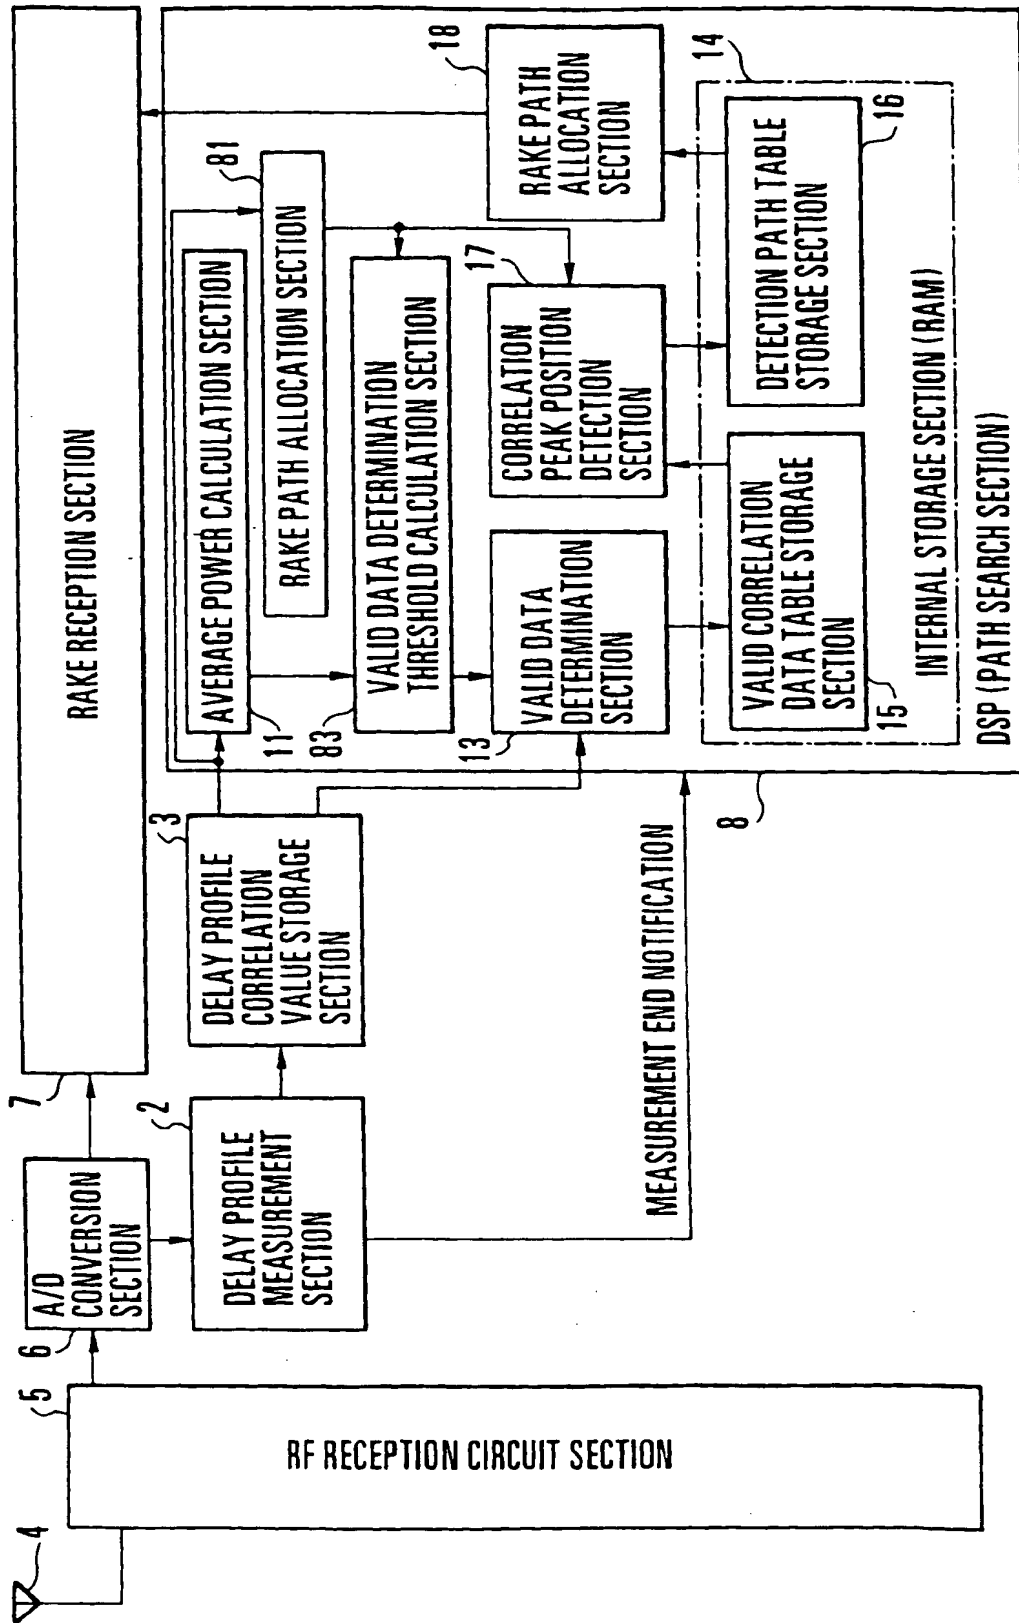 4
5
RF RECEPTION CIRCUIT SECTION
6
A/D
CONVERSION
SECTION
7
RAKE RECEPTION SECTION
2
DELAY PROFILE
MEASUREMENT
SECTION
3
DELAY PROFILE
CORRELATION
VALUE STORAGE
SECTION
MEASUREMENT END NOTIFICATION
8
DSP (PATH SEARCH SECTION)
AVERAGE POWER CALCULATION SECTION
11
81
RAKE PATH ALLOCATION SECTION
VALID DATA DETERMINATION
THRESHOLD CALCULATION SECTION
83
VALID DATA
DETERMINATION
SECTION
13
17
CORRELATION
PEAK POSITION
DETECTION
SECTION
18
RAKE PATH
ALLOCATION
SECTION
14
VALID CORRELATION
DATA TABLE STORAGE
SECTION
15
DETECTION PATH TABLE
STORAGE SECTION
16
INTERNAL STORAGE SECTION (RAM)